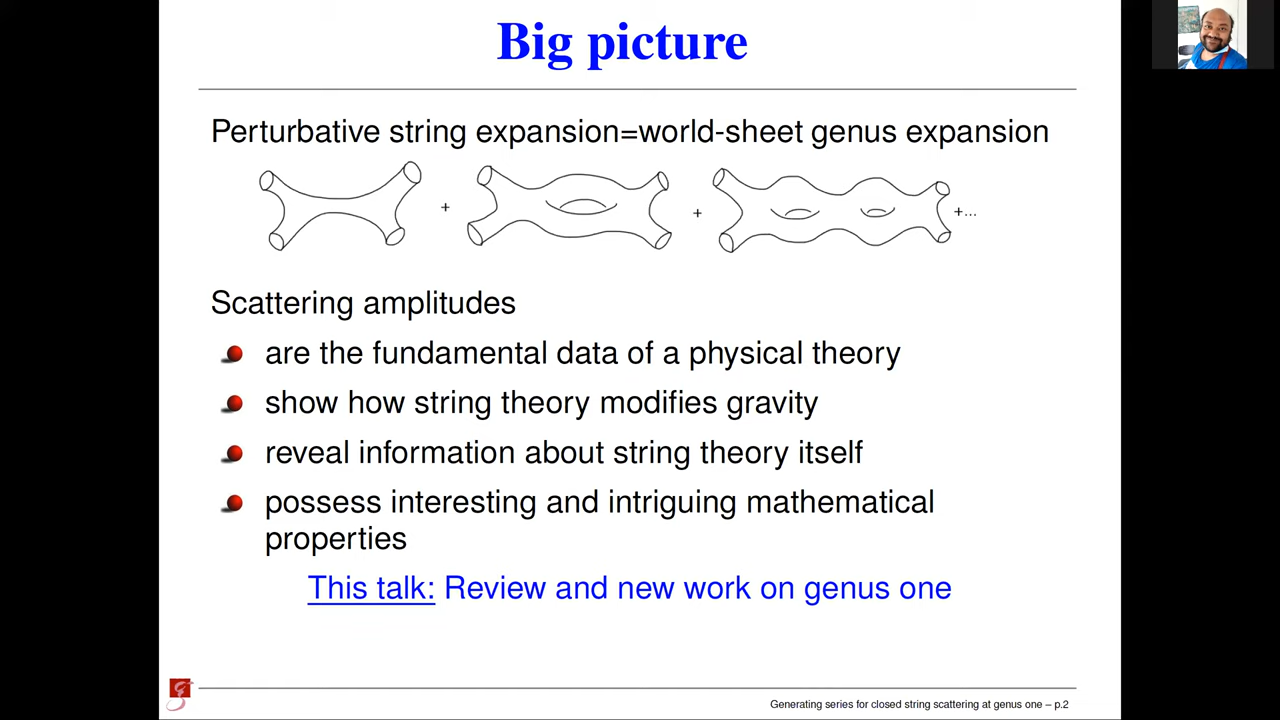 Big picture
Perturbative string expansion=world-sheet genus expansion
+ + +...
Scattering amplitudes
are the fundamental data of a physical theory
show how string theory modifies gravity
reveal information about string theory itself
possess interesting and intriguing mathematical
properties
This talk: Review and new work on genus one
Generating series for closed string scattering at genus one – p.2